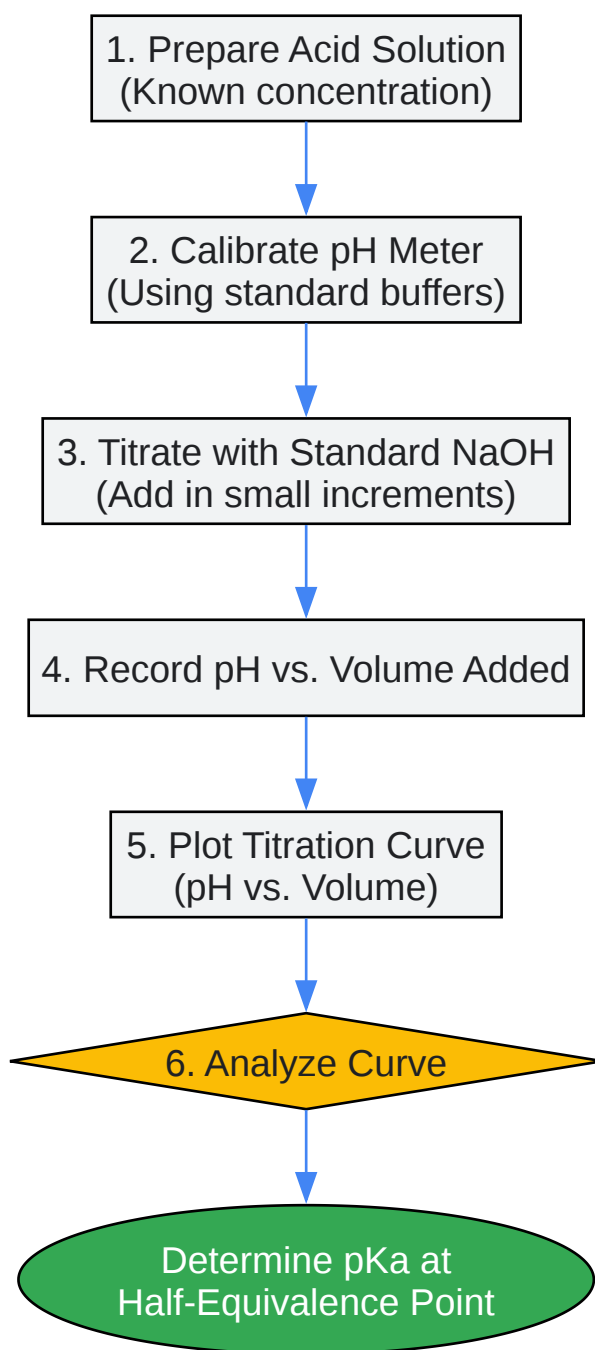 1. Prepare Acid Solution
(Known concentration)
2. Calibrate pH Meter
(Using standard buffers)
3. Titrate with Standard NaOH
(Add in small increments)
4. Record pH vs. Volume Added
5. Plot Titration Curve
(pH vs. Volume)
6. Analyze Curve
Determine pKa at
Half-Equivalence Point